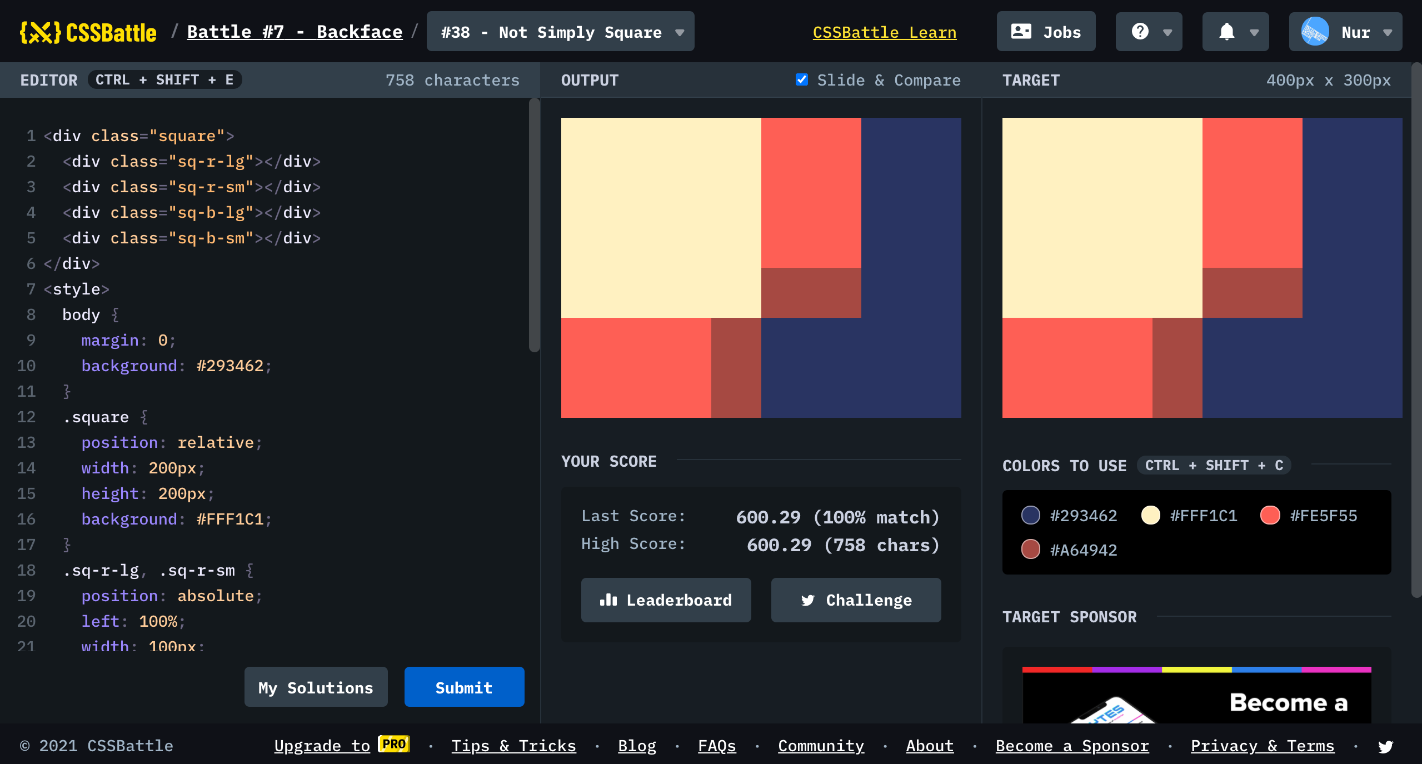 {X} CSSBattle / Battle #7 - Backface / #38 - Not Simply Square CSSBattle Learn Jobs Nur
EDITOR CTRL + SHIFT + E 758 characters
OUTPUT Slide & Compare
TARGET 400px x 300px
1 <div class="square">
2 <div class="sq-r-lg"></div>
3 <div class="sq-r-sm"></div>
4 <div class="sq-b-lg"></div>
5 <div class="sq-b-sm"></div>
6 </div>
7 <style>
8 body {
9 margin: 0;
10 background: #293462;
11 }
12 .square {
13 position: relative;
14 width: 200px;
15 height: 200px;
16 background: #FFF1C1;
17 }
18 .sq-r-lg, .sq-r-sm {
19 position: absolute;
20 left: 100%;
21 width: 100px;
My Solutions Submit
YOUR SCORE
Last Score: 600.29 (100% match)
High Score: 600.29 (758 chars)
Leaderboard Challenge
COLORS TO USE CTRL + SHIFT + C
#293462 #FFF1C1 #FE5F55
#A64942
TARGET SPONSOR
Become a
© 2021 CSSBattle Upgrade to PRO · Tips & Tricks · Blog · FAQs · Community · About · Become a Sponsor · Privacy & Terms ·